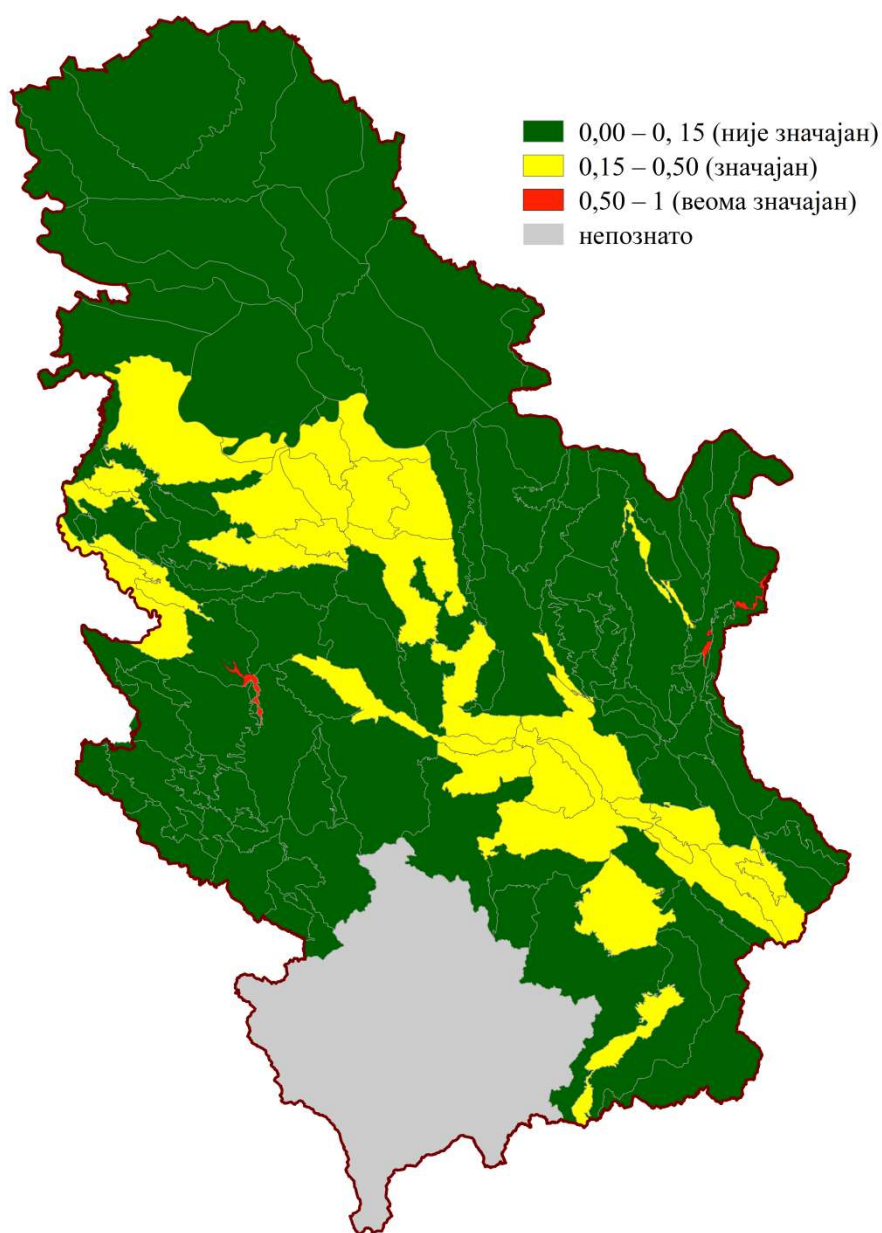 0,00 – 0, 15 (није значајан)
0,15 – 0,50 (значајан)
0,50 – 1 (веома значајан)
непознато